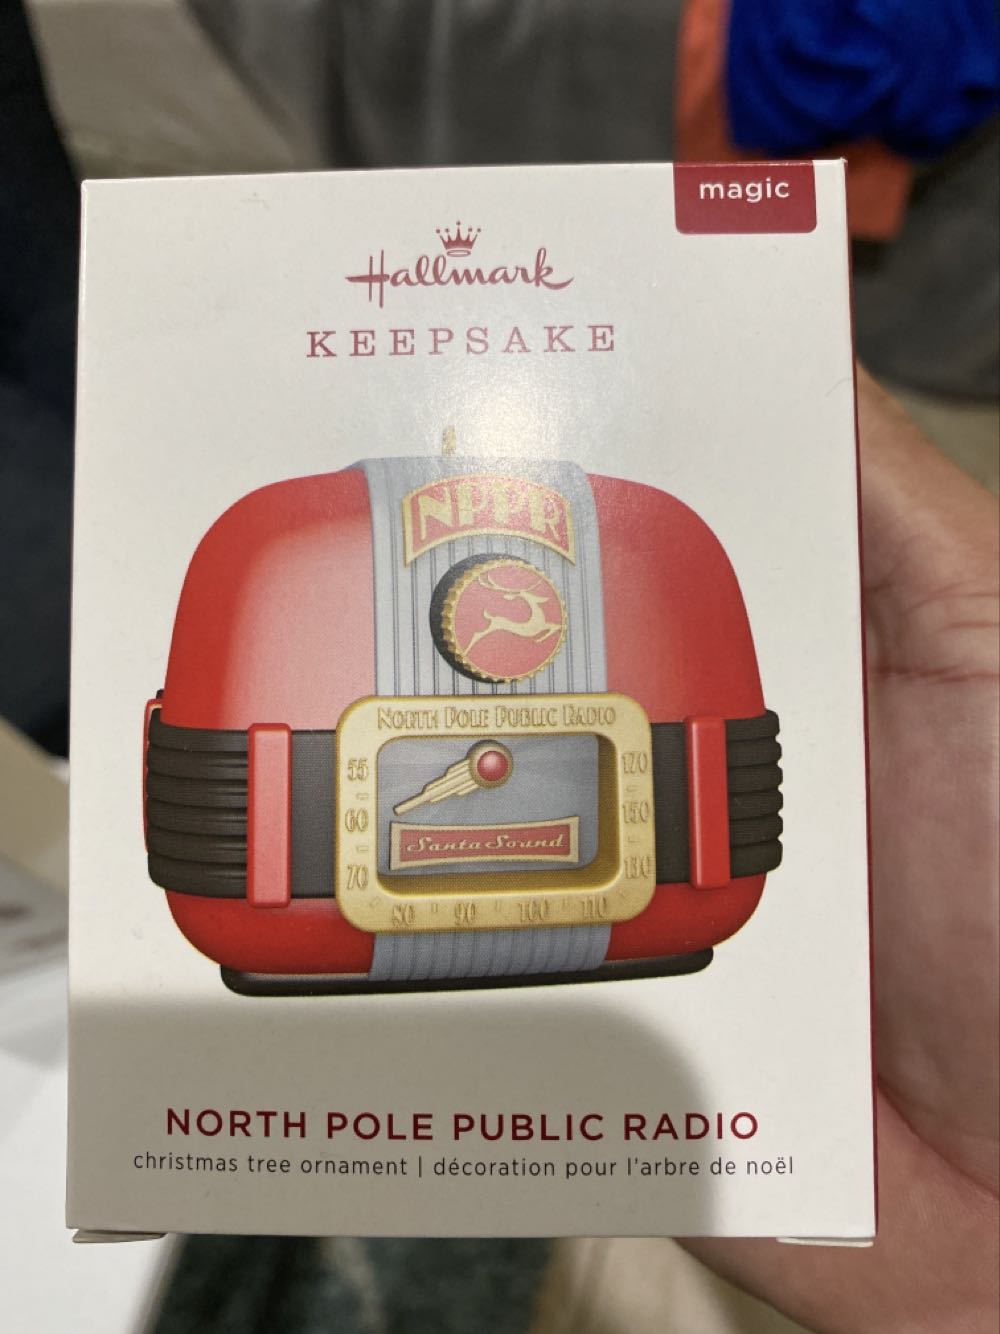 magic
Hallmark
KEEPSAKE
NPPR
NORTH POLE PUBLIC RADIO
55
60
70
80 90 100 110
170
150
130
Santa Sound
NORTH POLE PUBLIC RADIO
christmas tree ornament | décoration pour l'arbre de noël